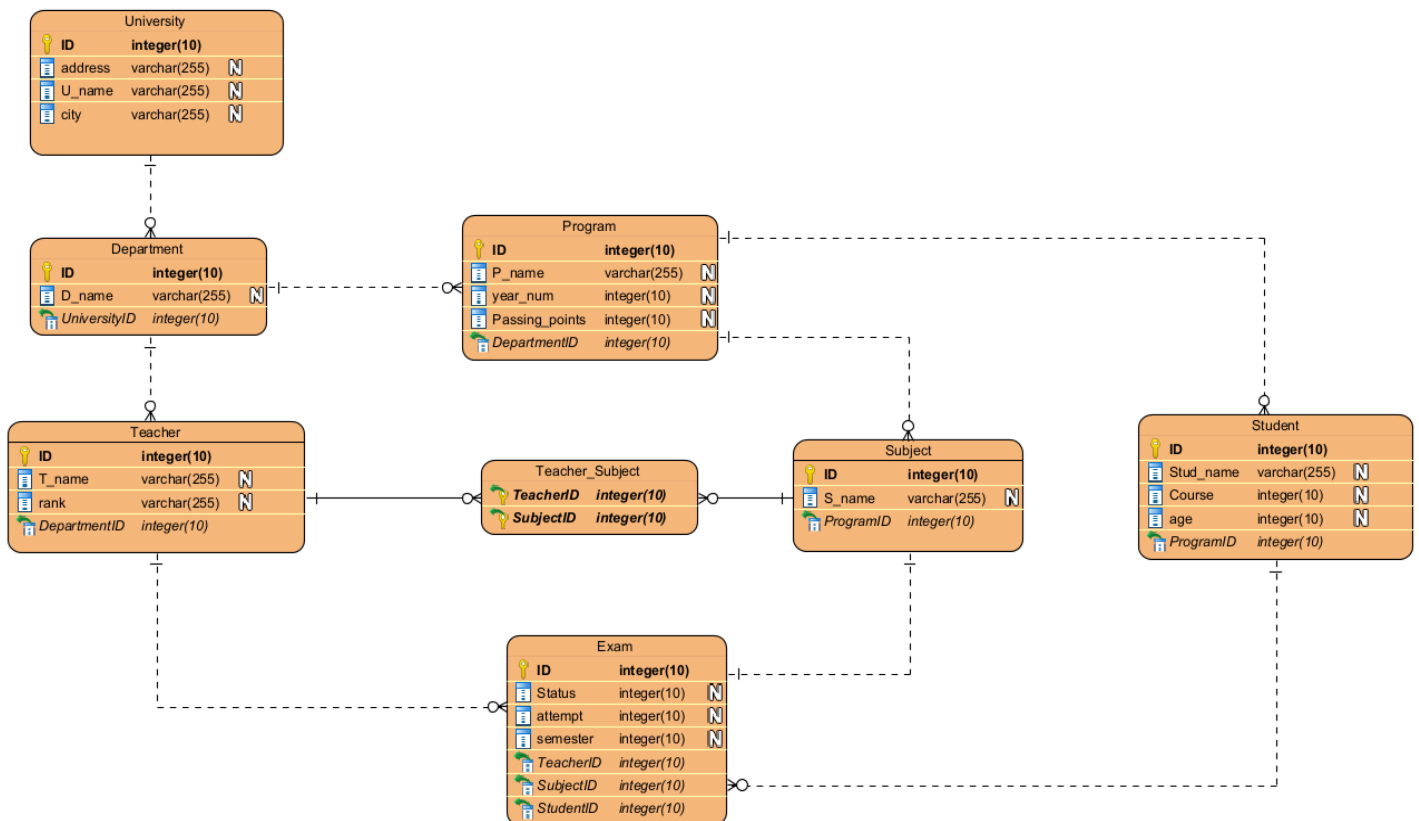 University
ID integer(10)
address varchar(255) N
U_name varchar(255) N
city varchar(255) N
Department
ID integer(10)
D_name varchar(255) N
UniversityID integer(10)
Program
ID integer(10)
P_name varchar(255) N
year_num integer(10) N
Passing_points integer(10) N
DepartmentID integer(10)
Teacher
ID integer(10)
T_name varchar(255) N
rank varchar(255) N
DepartmentID integer(10)
Teacher_Subject
TeacherID integer(10)
SubjectID integer(10)
Subject
ID integer(10)
S_name varchar(255) N
ProgramID integer(10)
Student
ID integer(10)
Stud_name varchar(255) N
Course integer(10) N
age integer(10) N
ProgramID integer(10)
Exam
ID integer(10)
Status integer(10) N
attempt integer(10) N
semester integer(10) N
TeacherID integer(10)
SubjectID integer(10)
StudentID integer(10)